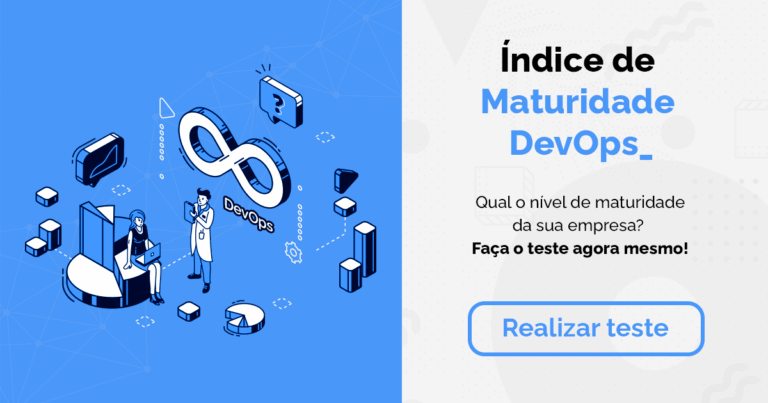 Índice de
Maturidade
DevOps_
Qual o nível de maturidade
da sua empresa?
Faça o teste agora mesmo!
Realizar teste
?
DevOps